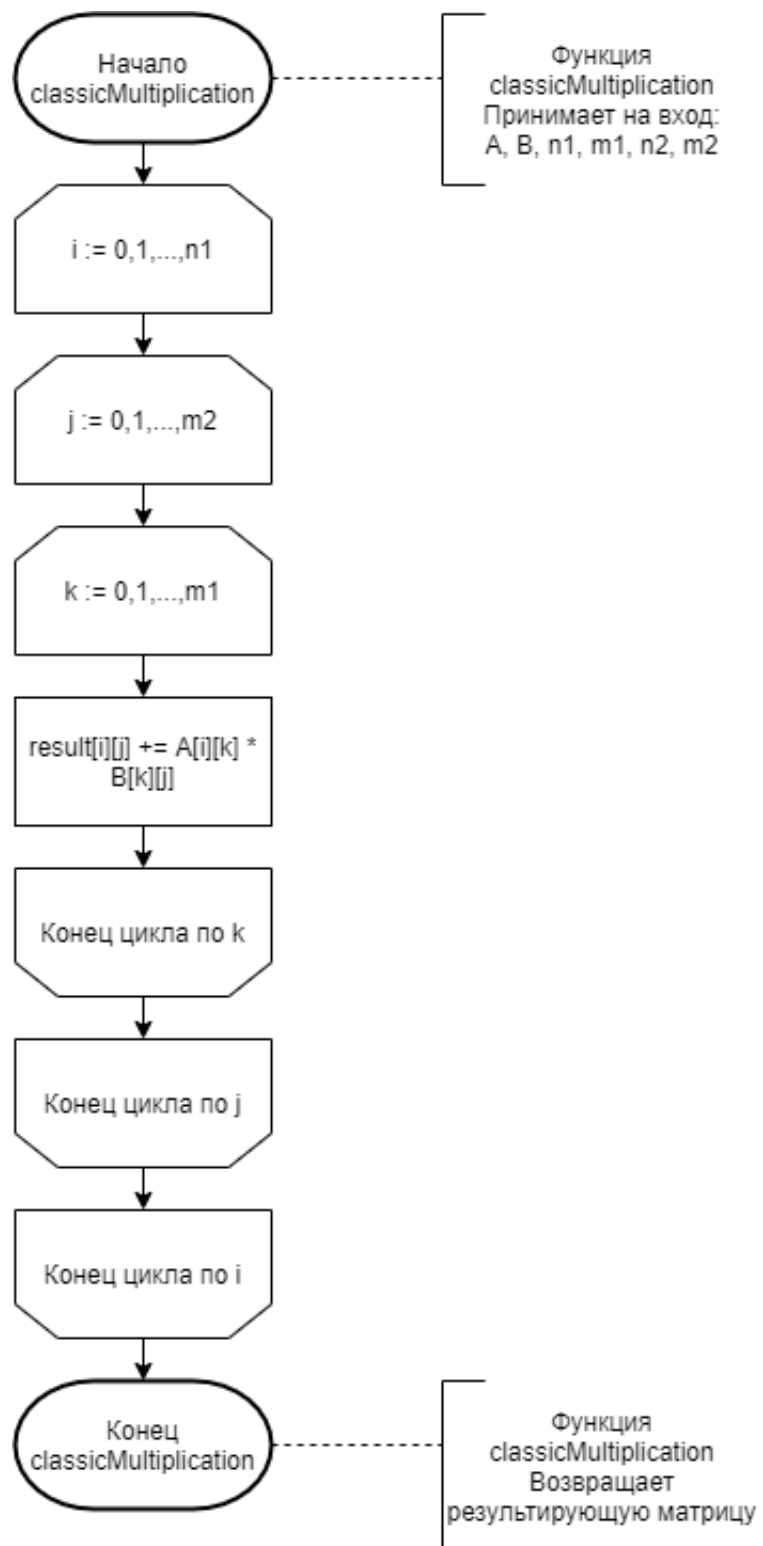 Начало
classicMultiplication
Функция
classicMultiplication
Принимает на вход:
A, B, n1, m1, n2, m2
i := 0,1,...,n1
j := 0,1,...,m2
k := 0,1,...,m1
result[i][j] += A[i][k] *
B[k][j]
Конец цикла по k
Конец цикла по j
Конец цикла по i
Конец
classicMultiplication
Функция
classicMultiplication
Возвращает
результирующую матрицу